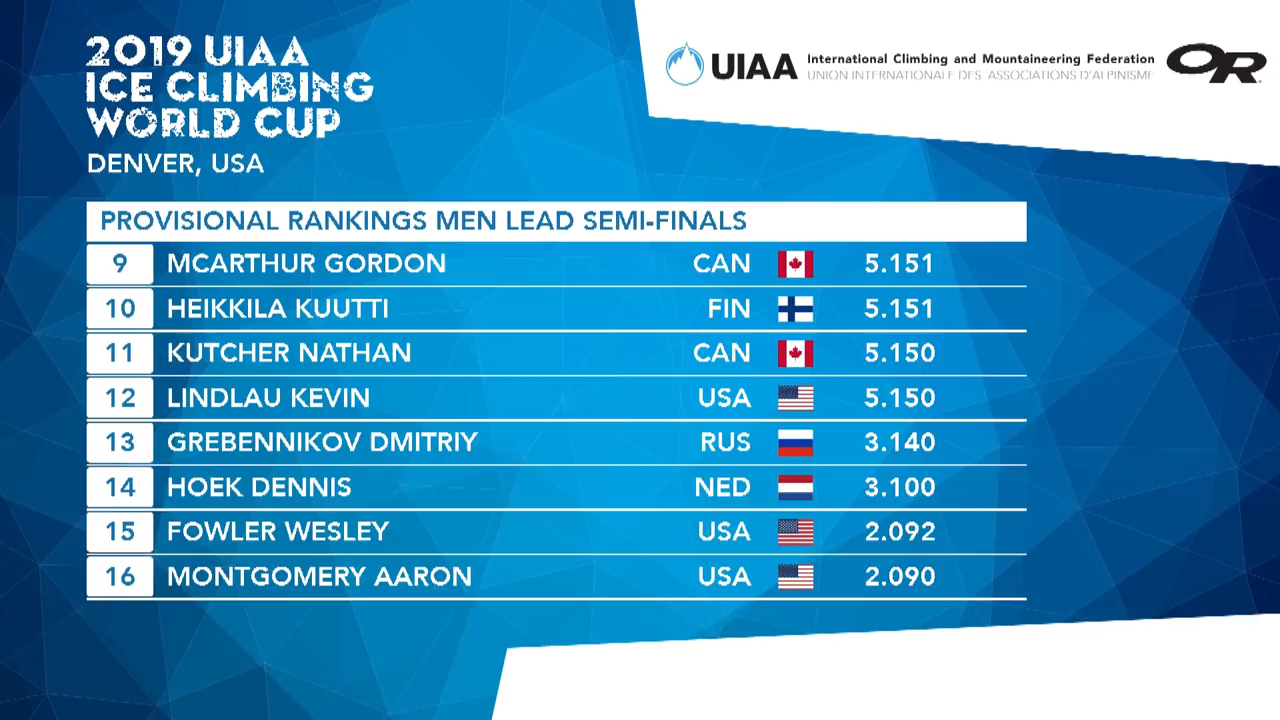 2019 UIAA
ICE CLIMBING
WORLD CUP
DENVER, USA
UIAA International Climbing and Mountaineering Federation
UNION INTERNATIONALE DES ASSOCIATIONS D'ALPINISME
OR
PROVISIONAL RANKINGS MEN LEAD SEMI-FINALS
9 MCARTHUR GORDON CAN 5.151
10 HEIKKILA KUUTTI FIN 5.151
11 KUTCHER NATHAN CAN 5.150
12 LINDLAU KEVIN USA 5.150
13 GREBENNIKOV DMITRIY RUS 3.140
14 HOEK DENNIS NED 3.100
15 FOWLER WESLEY USA 2.092
16 MONTGOMERY AARON USA 2.090